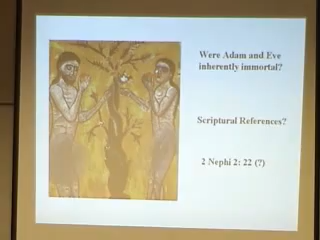 Were Adam and Eve
inherently immortal?
Scriptural References?
2 Nephi 2: 22 (?)